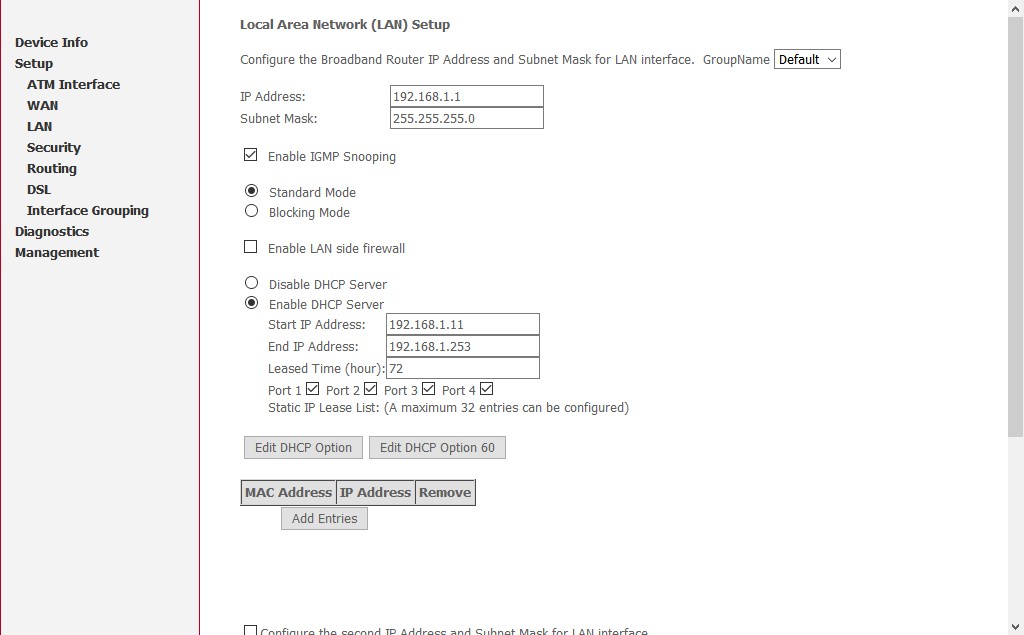 Device Info
Setup
ATM Interface
WAN
LAN
Security
Routing
DSL
Interface Grouping
Diagnostics
Management
Local Area Network (LAN) Setup
Configure the Broadband Router IP Address and Subnet Mask for LAN interface. GroupName Default
IP Address: 192.168.1.1
Subnet Mask: 255.255.255.0
Enable IGMP Snooping
Standard Mode
Blocking Mode
Enable LAN side firewall
Disable DHCP Server
Enable DHCP Server
Start IP Address: 192.168.1.11
End IP Address: 192.168.1.253
Leased Time (hour): 72
Port 1 Port 2 Port 3 Port 4
Static IP Lease List: (A maximum 32 entries can be configured)
Edit DHCP Option Edit DHCP Option 60
MAC Address IP Address Remove
Add Entries
Configure the second IP Address and Subnet Mask for LAN interface